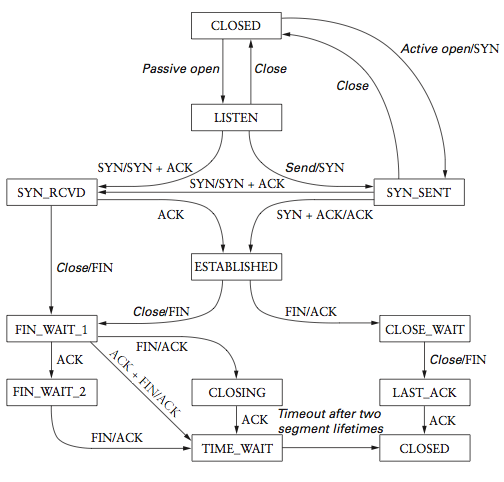 CLOSED
Active open/SYN
Passive open
Close
Close
LISTEN
SYN/SYN + ACK
Send/SYN
SYN/SYN + ACK
SYN_RCVD
SYN_SENT
ACK
SYN + ACK/ACK
ESTABLISHED
Close/FIN
Close/FIN
FIN/ACK
FIN_WAIT_1
CLOSE_WAIT
FIN/ACK
ACK
ACK + FIN/ACK
Close/FIN
FIN_WAIT_2
CLOSING
LAST_ACK
ACK
Timeout after two
segment lifetimes
ACK
FIN/ACK
TIME_WAIT
CLOSED